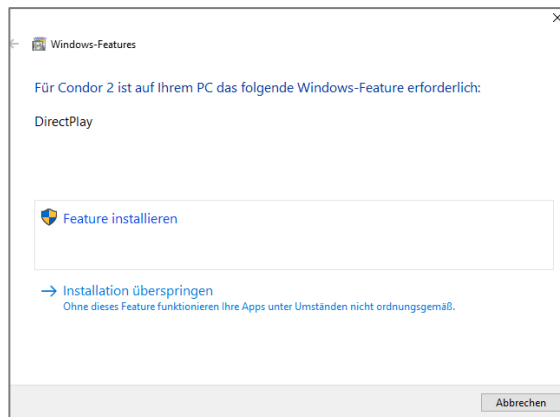 Windows-Features
Für Condor 2 ist auf Ihrem PC das folgende Windows-Feature erforderlich:
DirectPlay
Feature installieren
Installation überspringen
Ohne dieses Feature funktionieren Ihre Apps unter Umständen nicht ordnungsgemäß.
Abbrechen